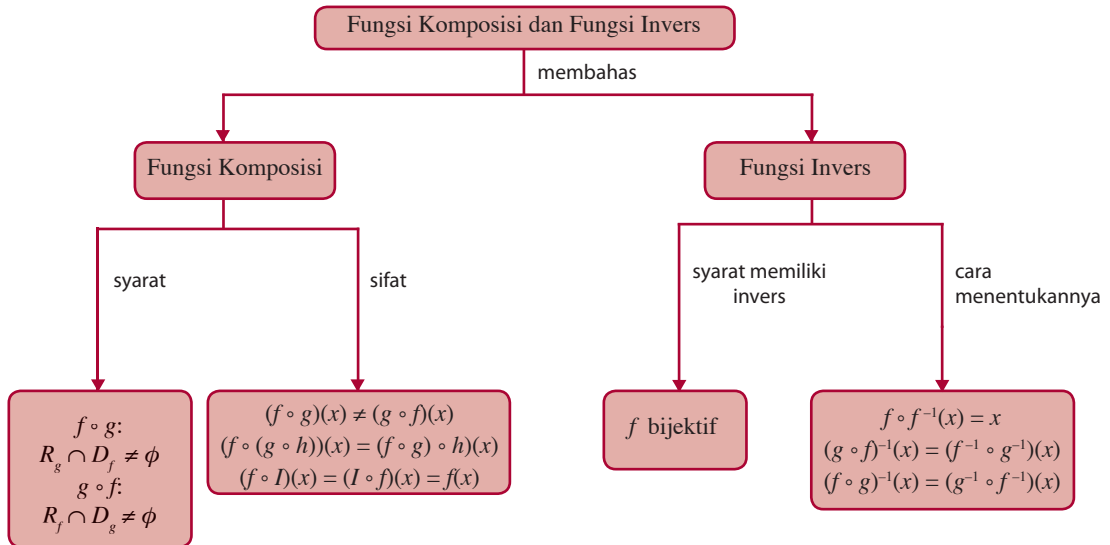 Fungsi Komposisi dan Fungsi Invers
membahas
Fungsi Komposisi
Fungsi Invers
syarat
sifat
syarat memiliki
invers
cara
menentukannya
f ∘ g:
R_g ∩ D_f ≠ ϕ
g ∘ f:
R_f ∩ D_g ≠ ϕ
(f ∘ g)(x) ≠ (g ∘ f)(x)
(f ∘ (g ∘ h))(x) = (f ∘ g) ∘ h)(x)
(f ∘ I)(x) = (I ∘ f)(x) = f(x)
f bijektif
f ∘ f⁻¹(x) = x
(g ∘ f)⁻¹(x) = (f⁻¹ ∘ g⁻¹)(x)
(f ∘ g)⁻¹(x) = (g⁻¹ ∘ f⁻¹)(x)